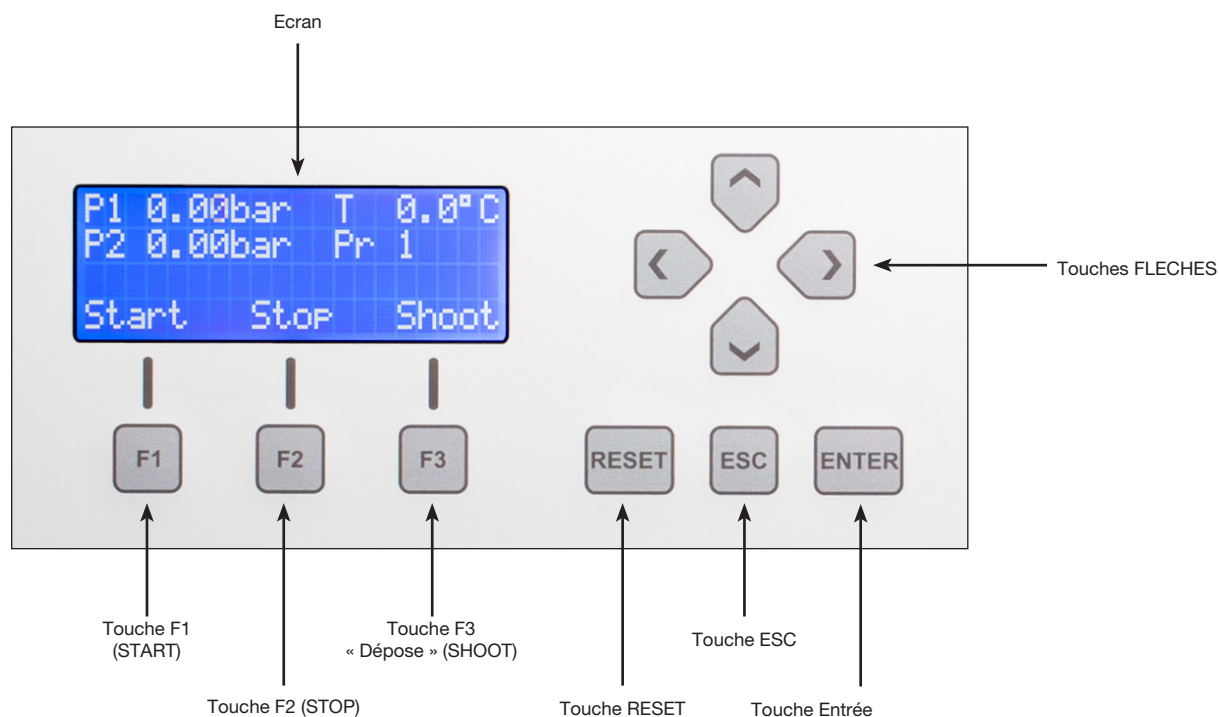 Ecran
P1 0.00bar T 0.0°C
P2 0.00bar Pr 1
Start Stop Shoot
Touches FLECHES
F1 F2 F3 RESET ESC ENTER
Touche F1
(START)
Touche F3
« Dépose » (SHOOT)
Touche ESC
Touche F2 (STOP)
Touche RESET
Touche Entrée